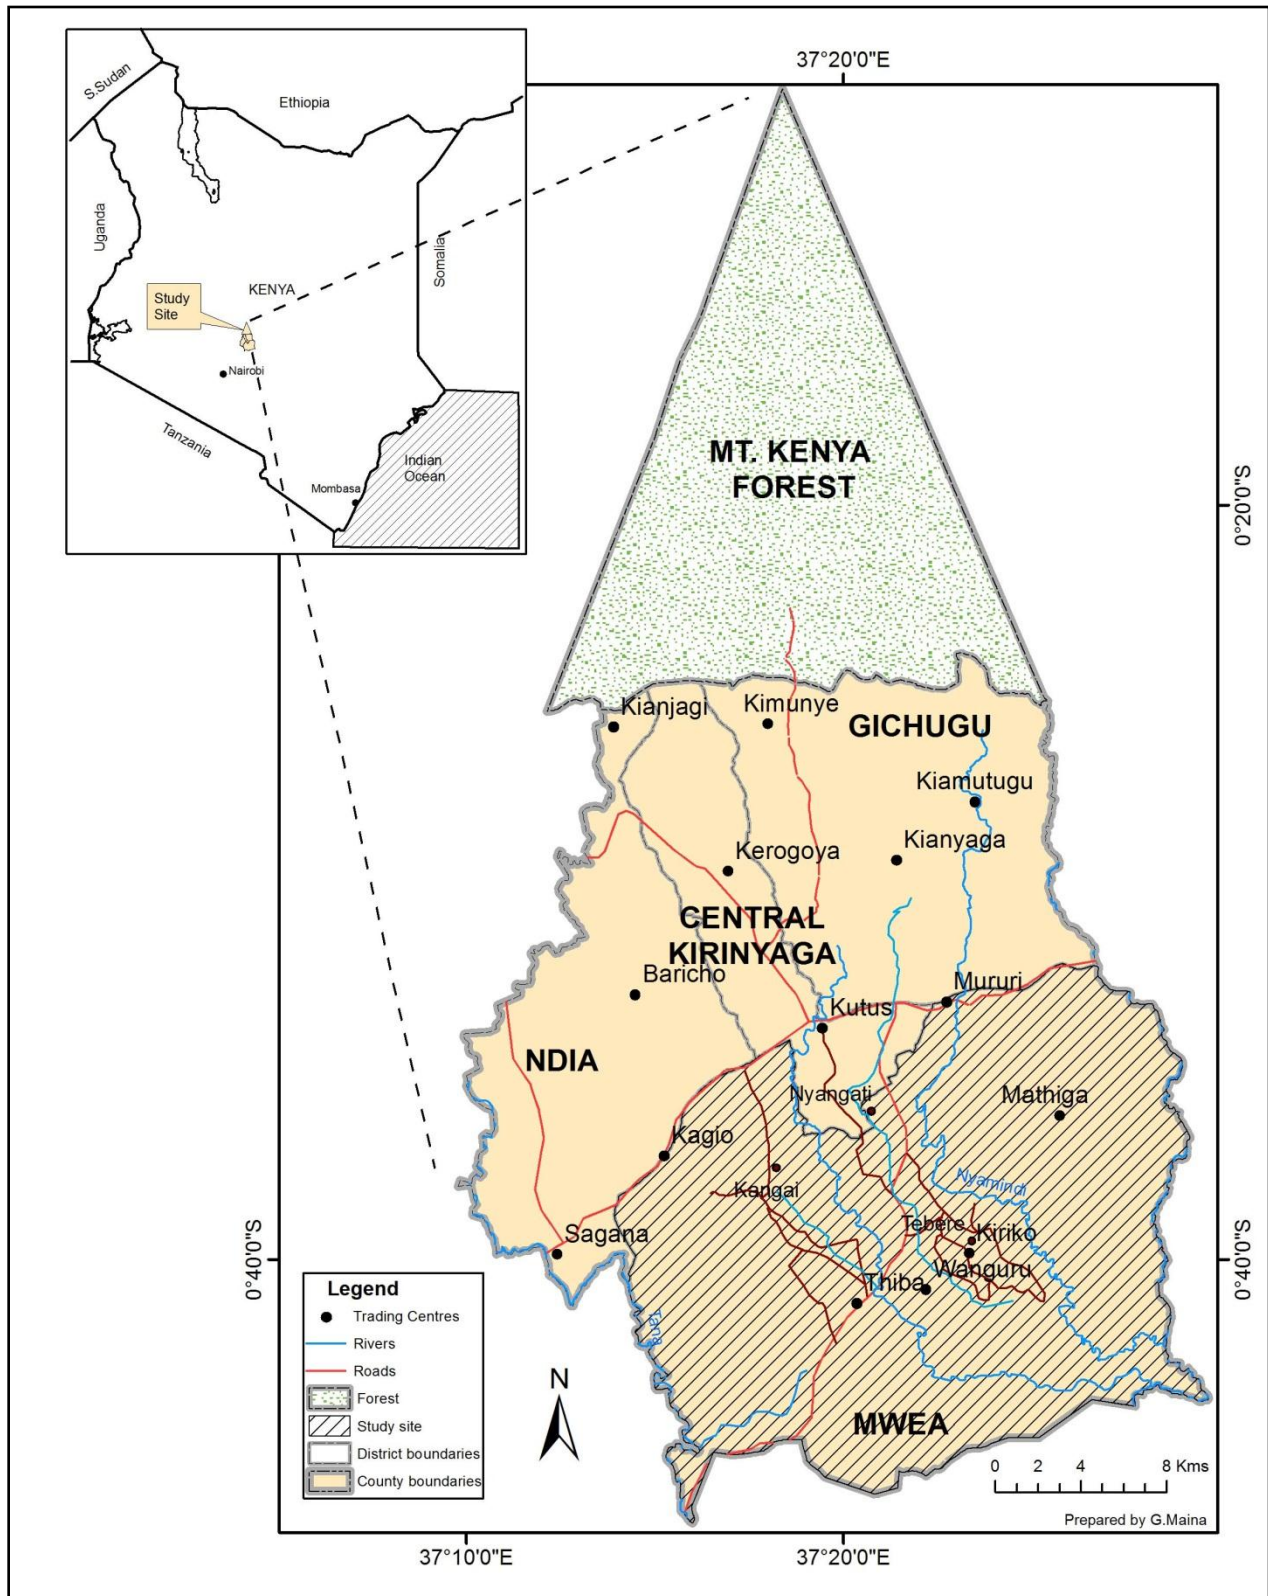 37°20'0"E
S.Sudan
Ethiopia
Uganda
Somalia
KENYA
Study
Site
Nairobi
Tanzania
Indian
Ocean
Mombasa
MT. KENYA
FOREST
0°20'0"S
Kianjagi
Kimunye
GICHUGU
Kiamutugu
Kianyaga
Kerogoya
CENTRAL
KIRINYAGA
Baricho
Mururi
Kutus
NDIA
Nyangati
Mathiga
Kagio
Kangai
Nyamindi
Tebere
Kiriko
Sagana
Wanguru
Thiba
0°40'0"S
0°40'0"S
Tana
MWEA
Legend
Trading Centres
Rivers
Roads
Forest
Study site
District boundaries
County boundaries
N
0 2 4 8 Kms
Prepared by G.Maina
37°10'0"E
37°20'0"E